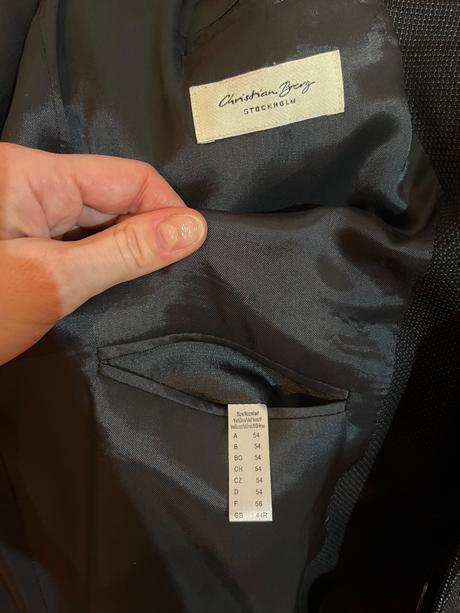 Christian Berg
STOCKHOLM
A 54
B 54
BG 54
CH 54
CZ 54
D 54
F 56
GB 44R